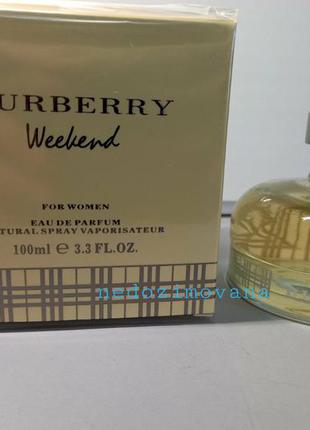 URBERRY
Weekend
FOR WOMEN
EAU DE PARFUM
TURAL SPRAY VAPORISATEUR
100ml ℮ 3.3 FL.OZ.
nedozimovana